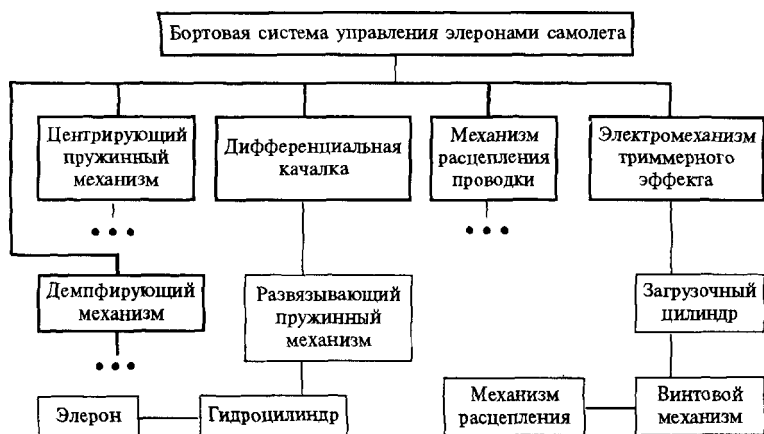 Бортовая система управления элеронами самолета
Центрирующий
пружинный
механизм
Дифференциальная
качалка
Механизм
расцепления
проводки
Электромеханизм
триммерного
эффекта
Демпфирующий
механизм
Развязывающий
пружинный
механизм
Загрузочный
цилиндр
Элерон
Гидроцилиндр
Механизм
расцепления
Винтовой
механизм